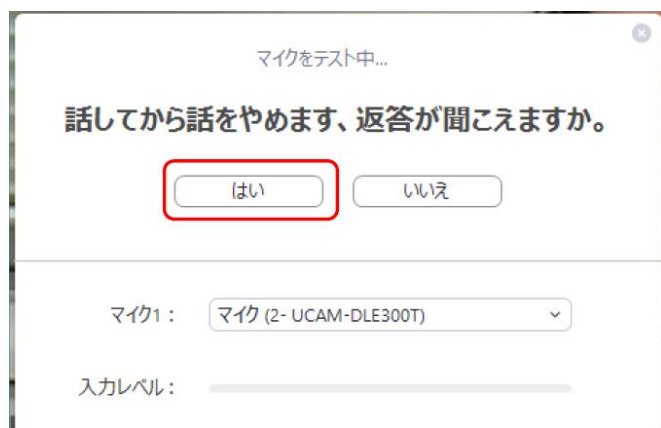 マイクをテスト中...
話してから話をやめます、返答が聞こえますか。
はい いいえ
マイク1： マイク (2- UCAM-DLE300T)
入力レベル：